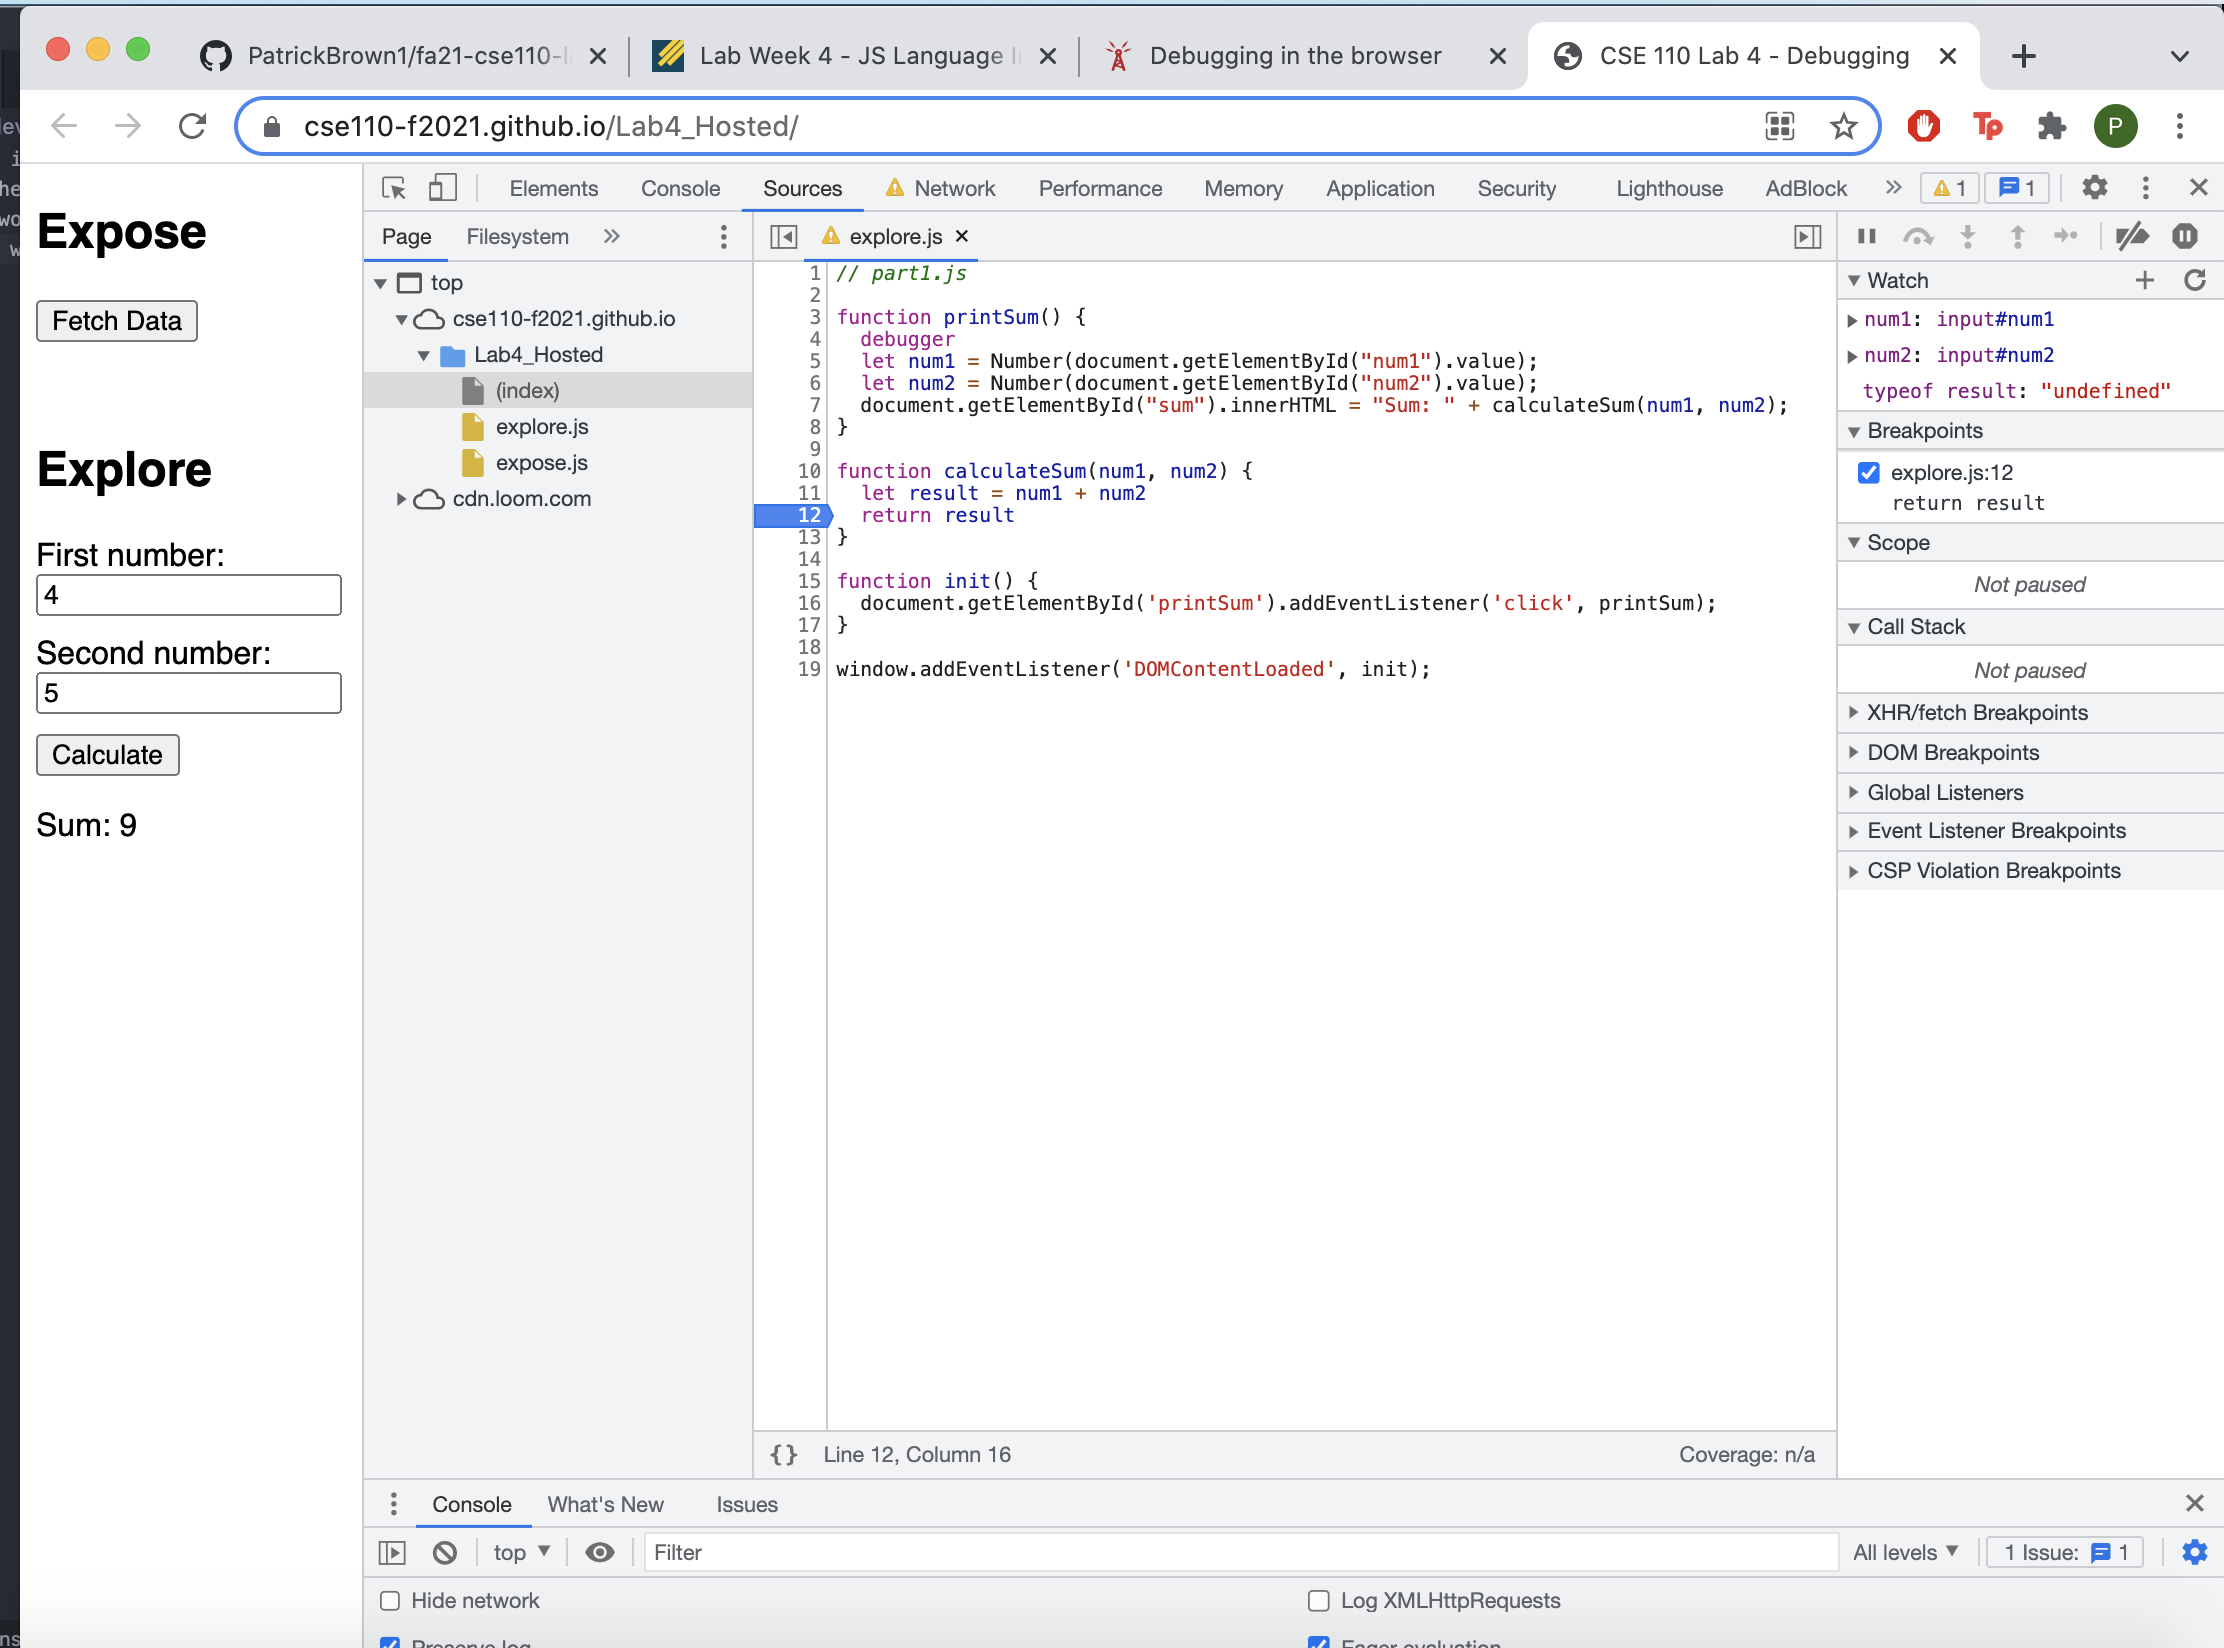 PatrickBrown1/fa21-cse110-l
Lab Week 4 - JS Language I
Debugging in the browser
CSE 110 Lab 4 - Debugging
cse110-f2021.github.io/Lab4_Hosted/
Tp
P
Expose
Fetch Data
Explore
First number:
4
Second number:
5
Calculate
Sum: 9
Elements Console Sources Network Performance Memory Application Security Lighthouse AdBlock » 1 1
Page Filesystem »
top
cse110-f2021.github.io
Lab4_Hosted
(index)
explore.js
expose.js
cdn.loom.com
explore.js
1 // part1.js
2
3 function printSum() {
4 debugger
5 let num1 = Number(document.getElementById("num1").value);
6 let num2 = Number(document.getElementById("num2").value);
7 document.getElementById("sum").innerHTML = "Sum: " + calculateSum(num1, num2);
8 }
9
10 function calculateSum(num1, num2) {
11 let result = num1 + num2
12 return result
13 }
14
15 function init() {
16 document.getElementById('printSum').addEventListener('click', printSum);
17 }
18
19 window.addEventListener('DOMContentLoaded', init);
{} Line 12, Column 16 Coverage: n/a
Watch
num1: input#num1
num2: input#num2
typeof result: "undefined"
Breakpoints
explore.js:12
return result
Scope
Not paused
Call Stack
Not paused
XHR/fetch Breakpoints
DOM Breakpoints
Global Listeners
Event Listener Breakpoints
CSP Violation Breakpoints
Console What's New Issues
top Filter All levels 1 Issue: 1
Hide network Log XMLHttpRequests
Preserve log Eager evaluation